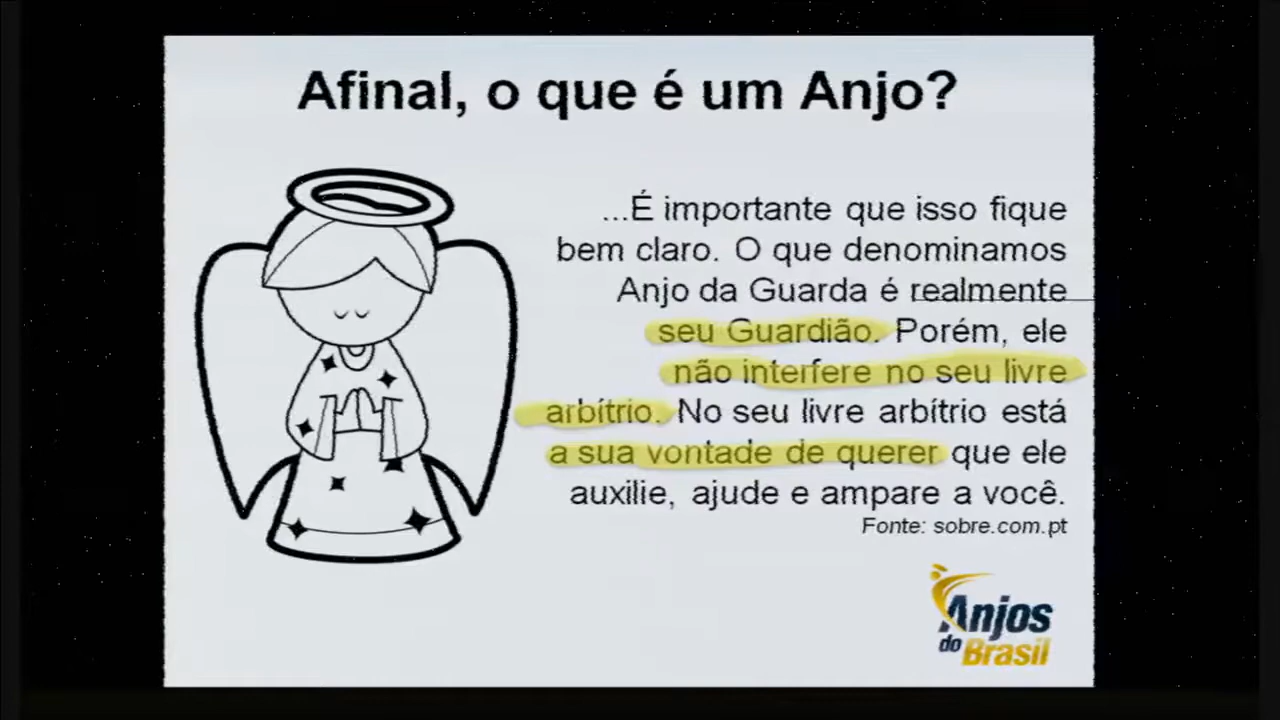 Afinal, o que é um Anjo?
...É importante que isso fique
bem claro. O que denominamos
Anjo da Guarda é realmente
seu Guardião. Porém, ele
não interfere no seu livre
arbítrio. No seu livre arbítrio está
a sua vontade de querer que ele
auxilie, ajude e ampare a você.
Fonte: sobre.com.pt
Anjos
do Brasil